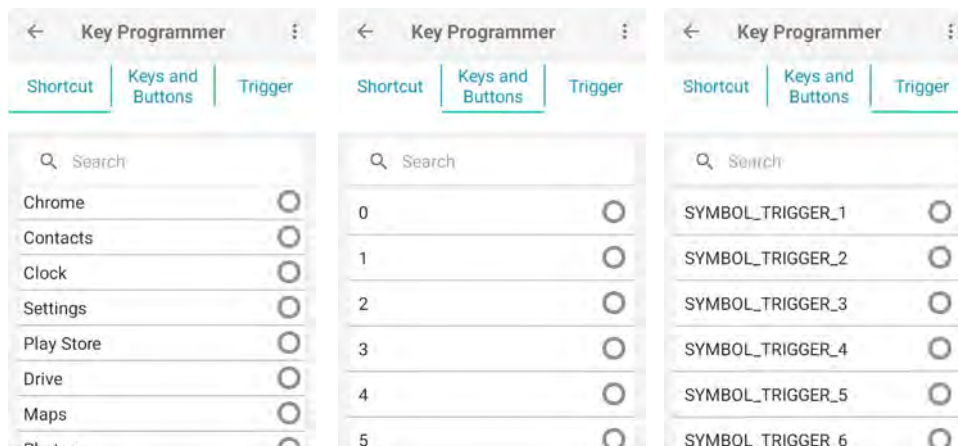 Key Programmer
Shortcut
Keys and
Buttons
Trigger
Search
Chrome
Contacts
Clock
Settings
Play Store
Drive
Maps
Key Programmer
Shortcut
Keys and
Buttons
Trigger
Search
0
1
2
3
4
5
Key Programmer
Shortcut
Keys and
Buttons
Trigger
Search
SYMBOL_TRIGGER_1
SYMBOL_TRIGGER_2
SYMBOL_TRIGGER_3
SYMBOL_TRIGGER_4
SYMBOL_TRIGGER_5
SYMBOL_TRIGGER_6